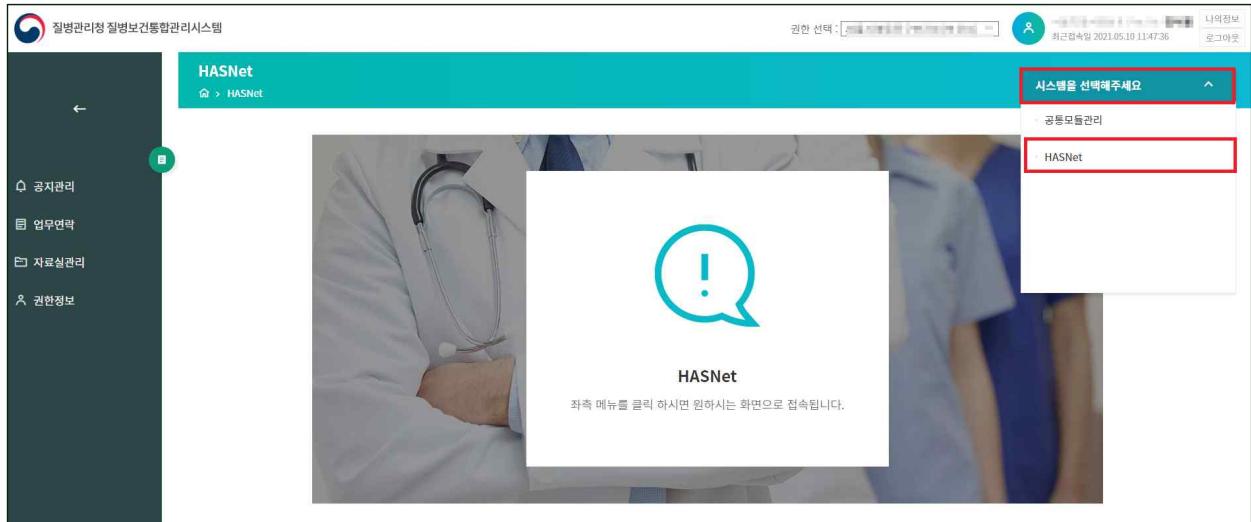 질병관리청 질병보건통합관리시스템
권한 선택 :
나의정보
최근접속일 2021.05.10 11:47:36
로그아웃
HASNet
> HASNet
시스템을 선택해주세요
공통모듈관리
HASNet
공지관리
업무연락
자료실관리
권한정보
HASNet
좌측 메뉴를 클릭 하시면 원하시는 화면으로 접속됩니다.